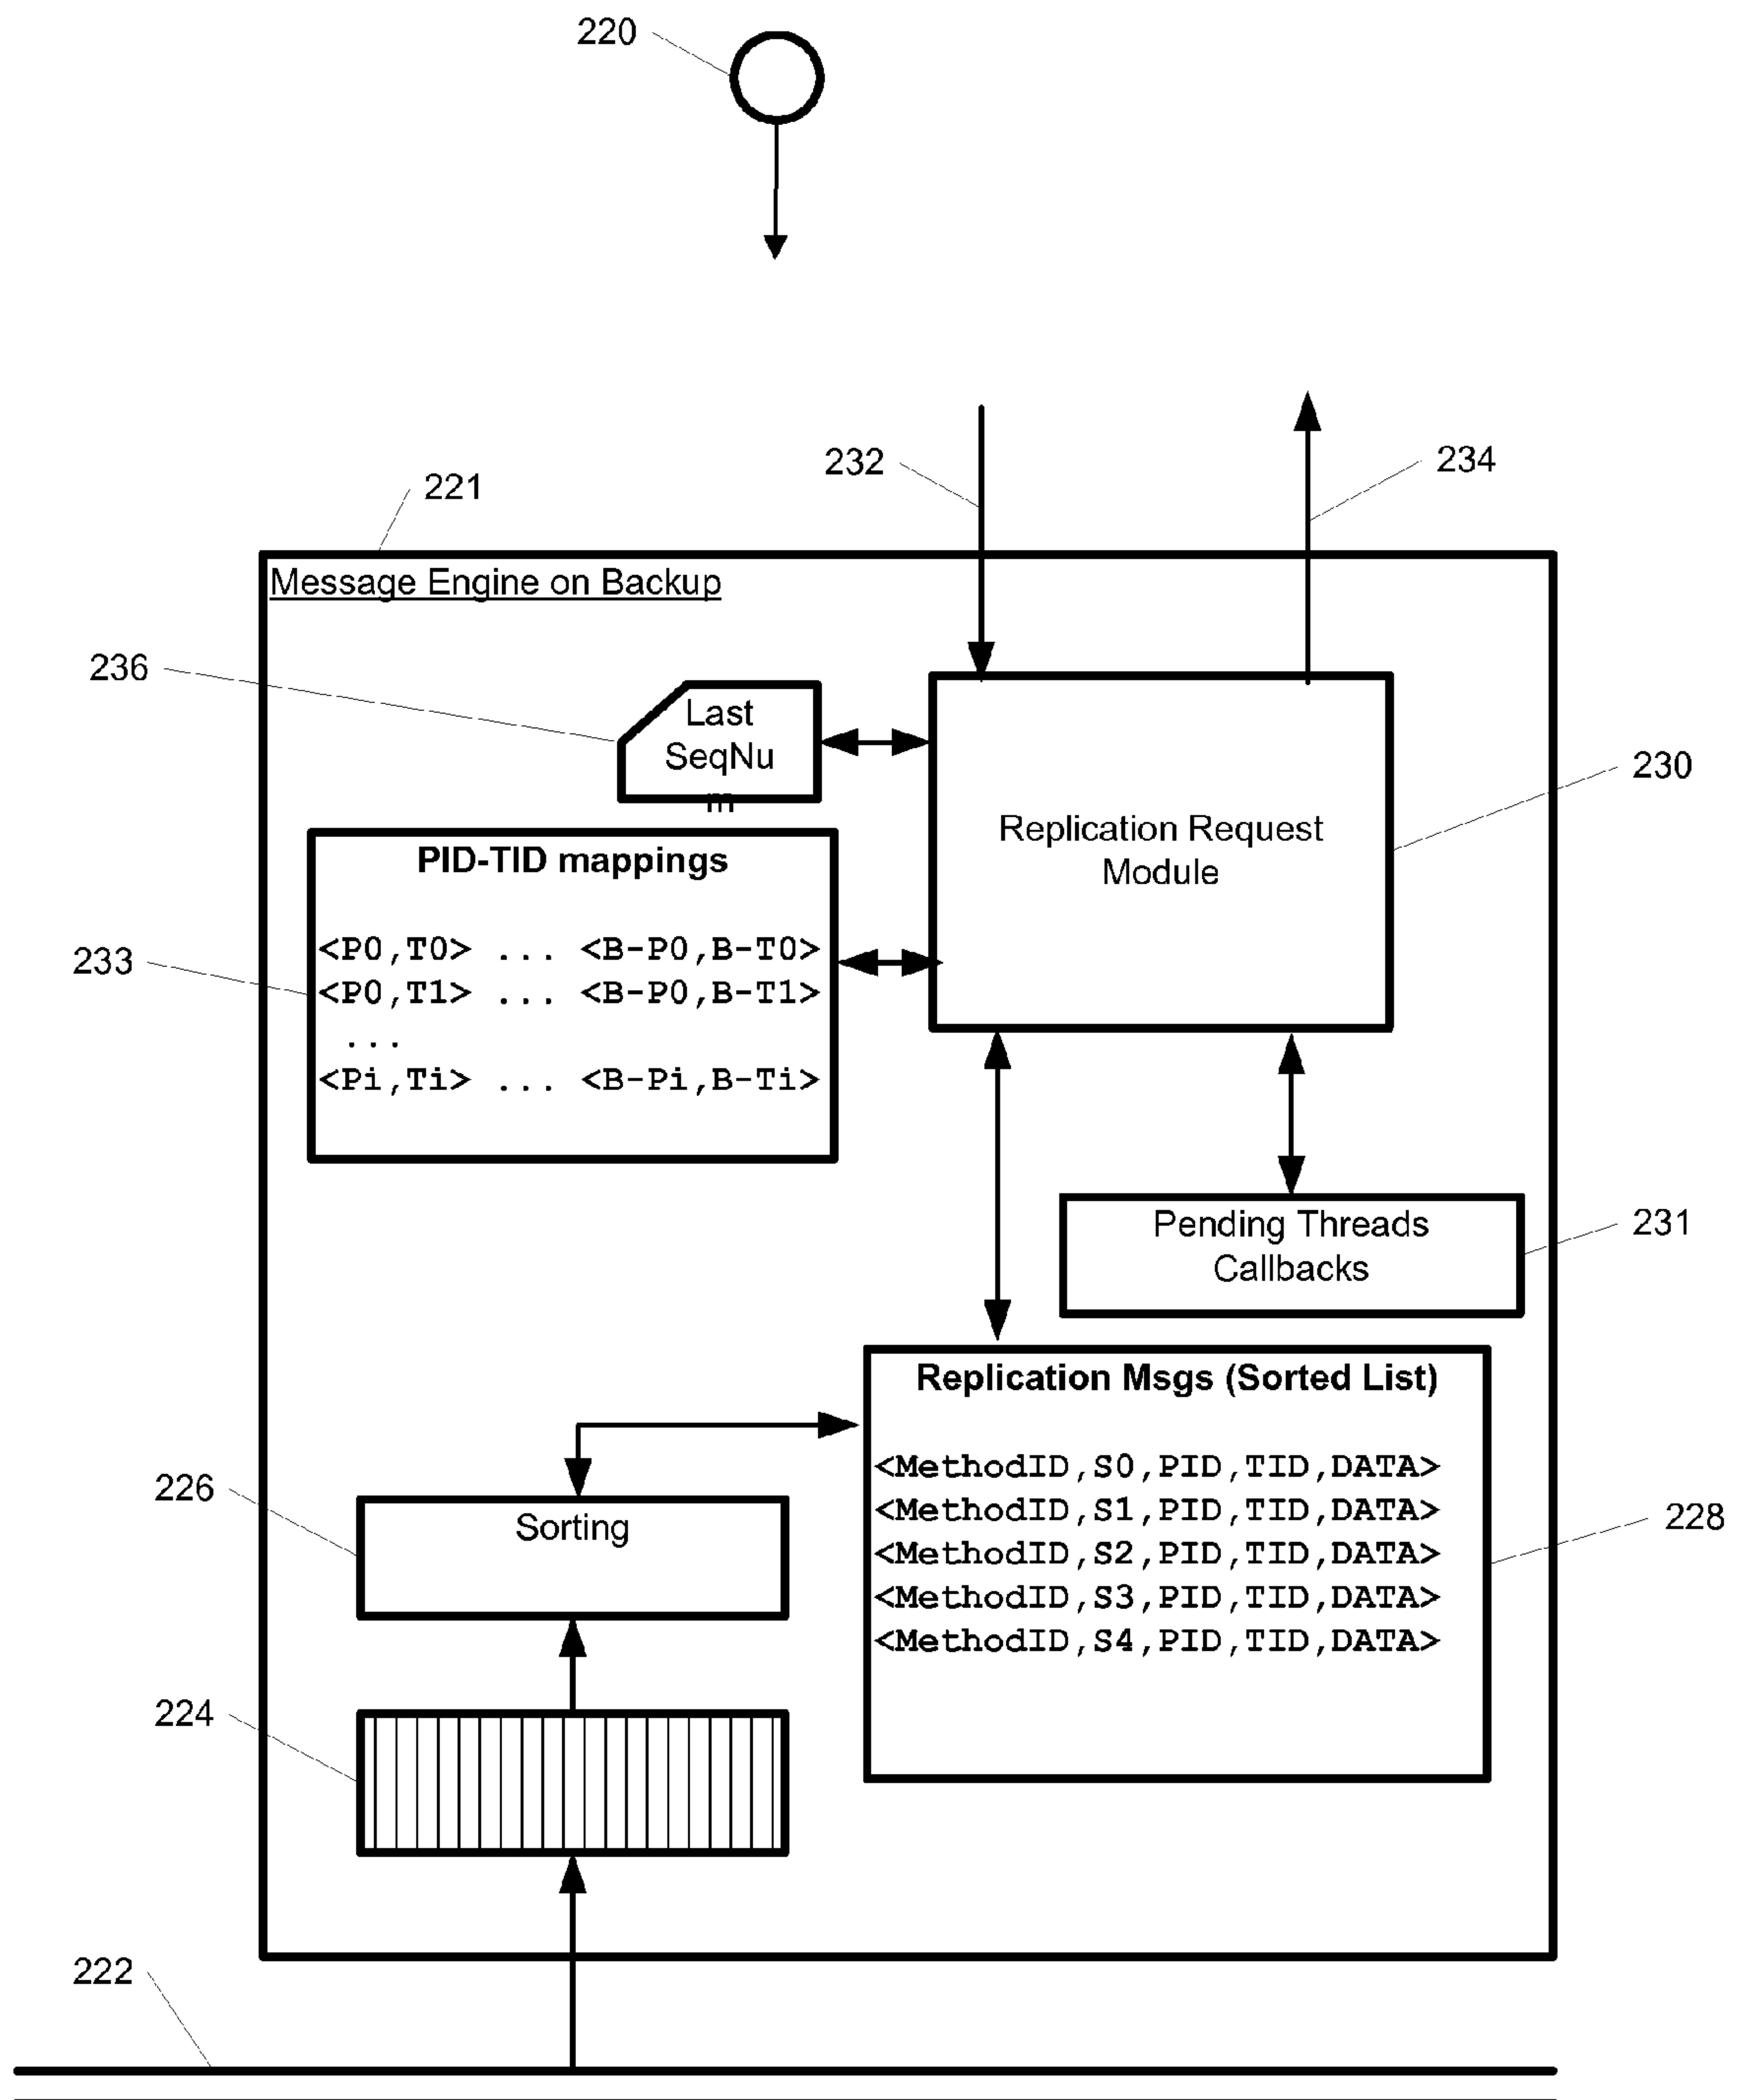 220
232
234
221
Message Engine on Backup
236
Last
SeqNu
m
230
Replication Request
Module
PID-TID mappings
233
<P0,T0> ... <B-P0,B-T0>
<P0,T1> ... <B-P0,B-T1>
...
<Pi,Ti> ... <B-Pi,B-Ti>
Pending Threads
Callbacks
231
Replication Msgs (Sorted List)
<MethodID,S0,PID,TID,DATA>
<MethodID,S1,PID,TID,DATA>
<MethodID,S2,PID,TID,DATA>
<MethodID,S3,PID,TID,DATA>
<MethodID,S4,PID,TID,DATA>
228
226
Sorting
224
222